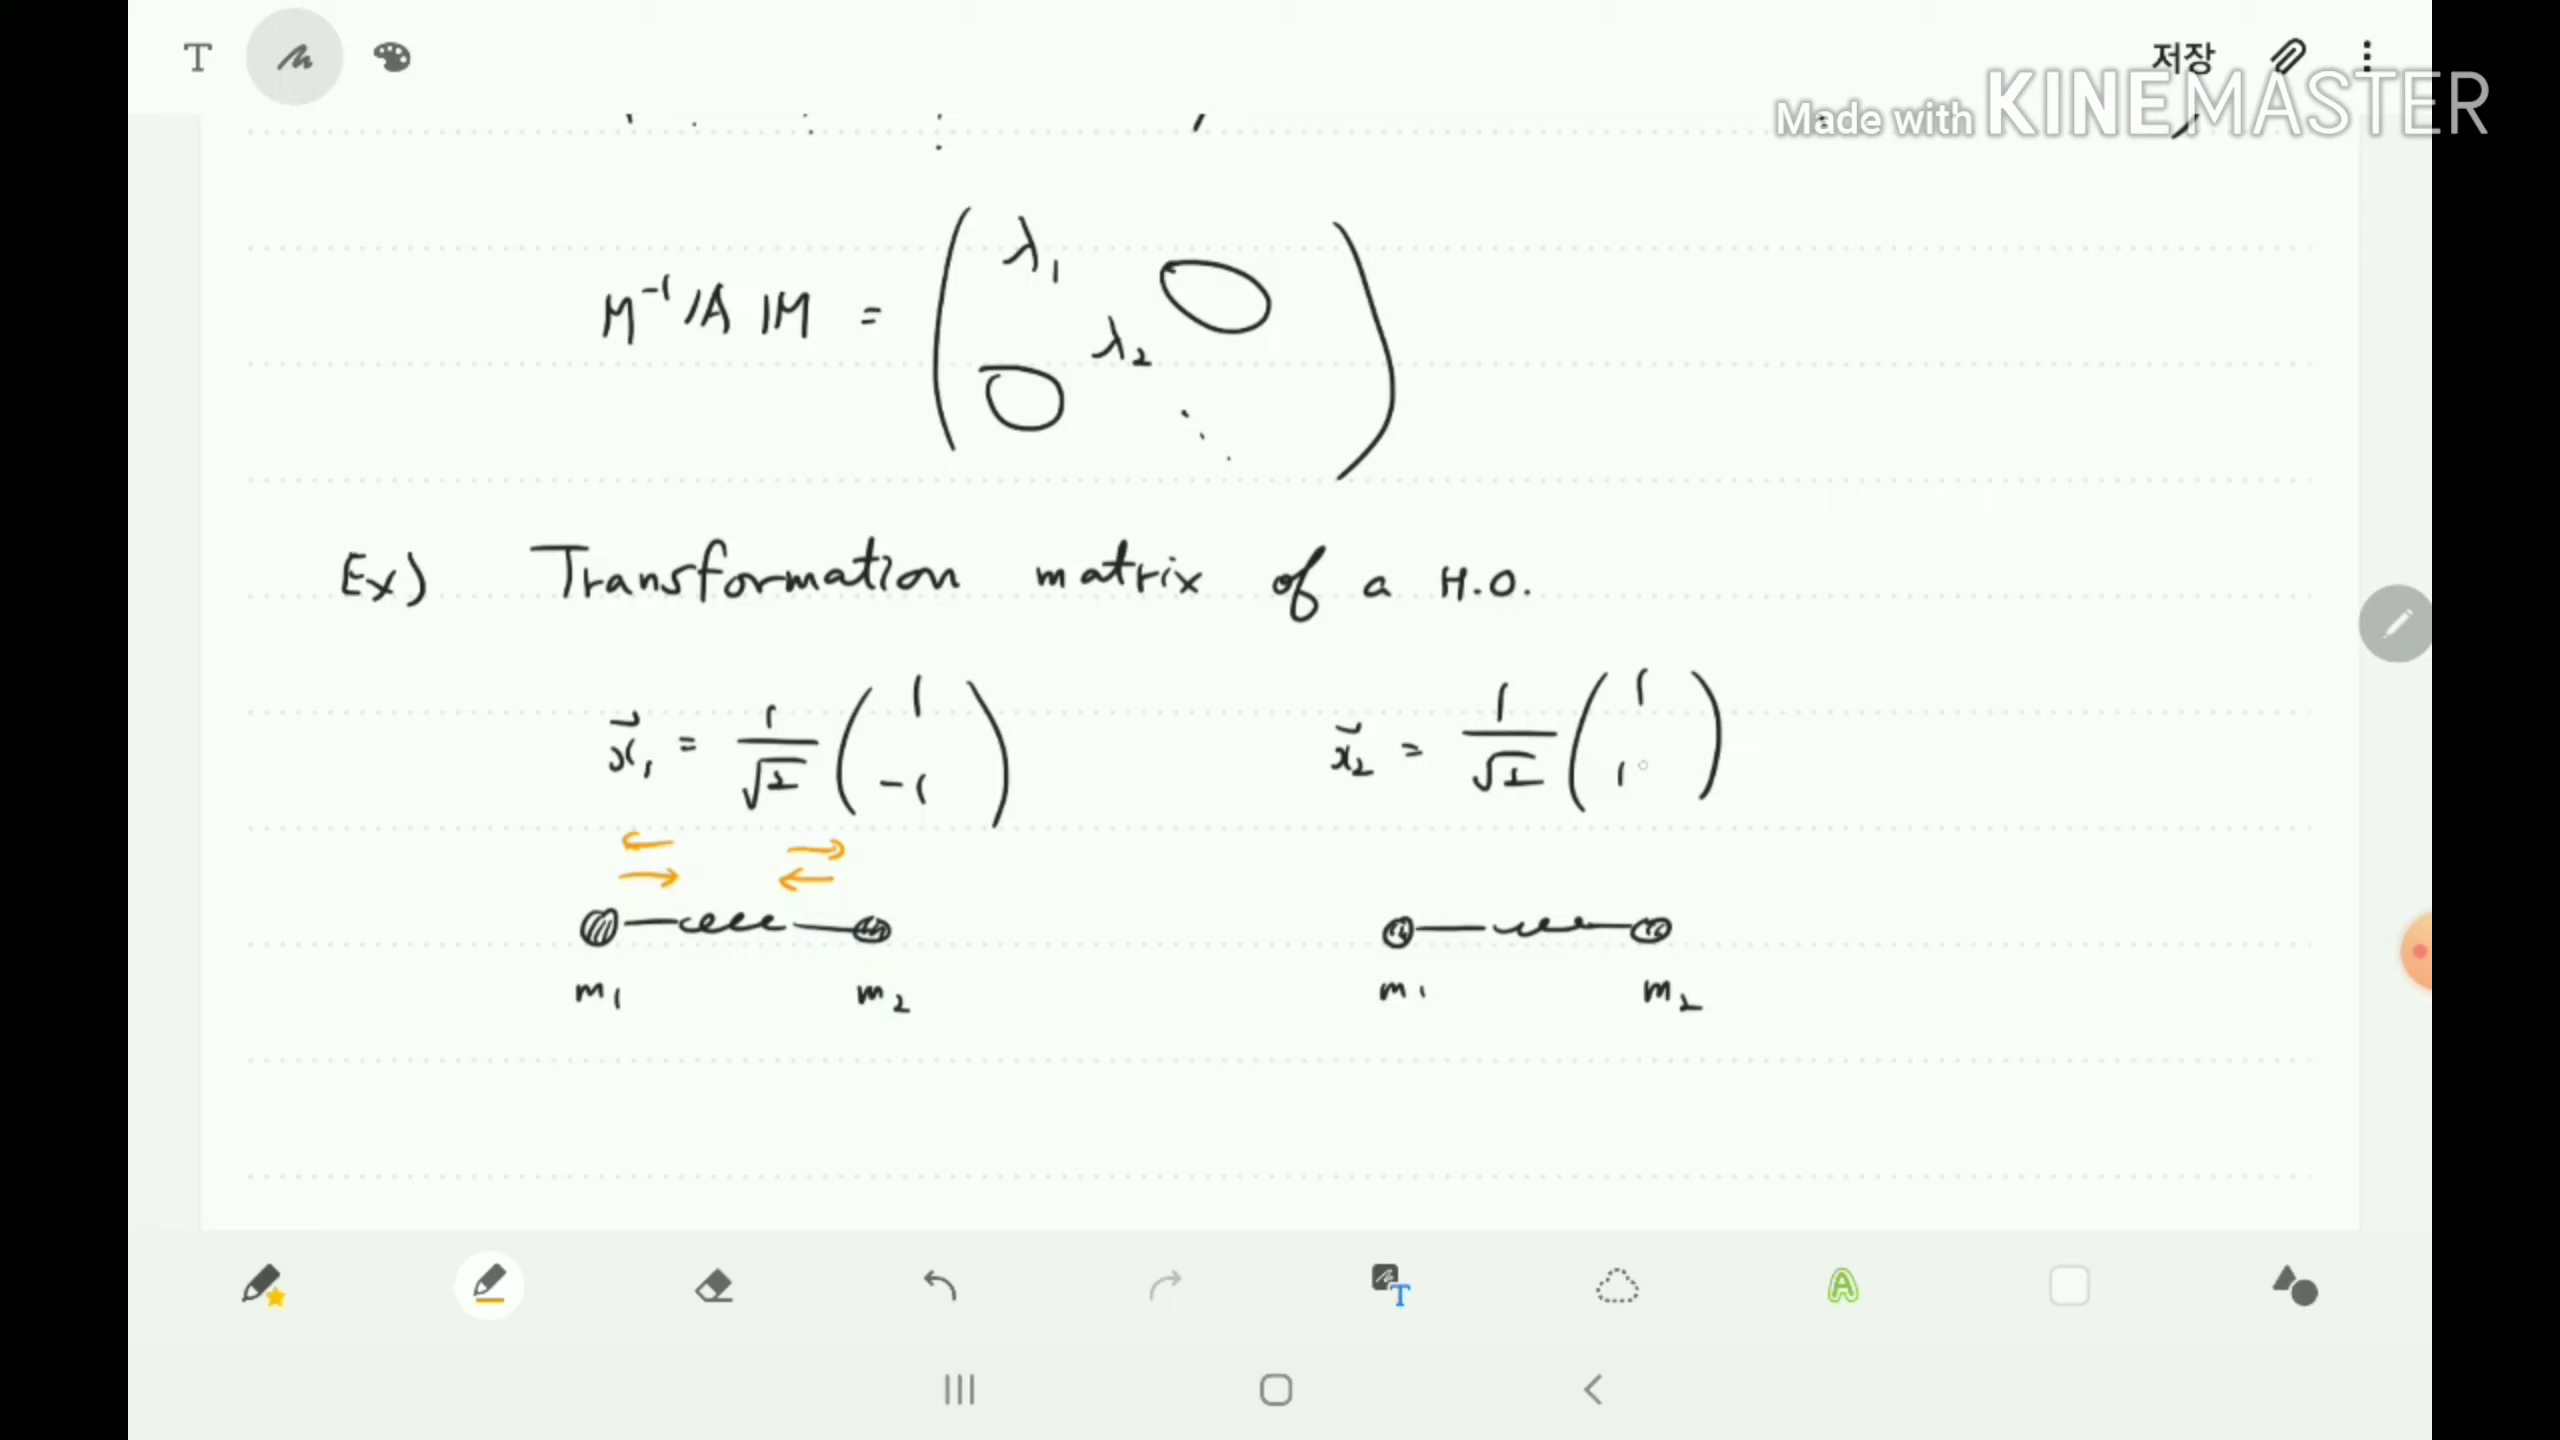 T
저장
Made with KINEMASTER
M⁻¹ A M = ( λ₁ 0 0 λ₂ ⋱ )
Ex) Transformation matrix of a H.O.
x⃗₁ = 1/√2 ( 1 -1 )
x⃗₂ = 1/√2 ( 1 1 )
m₁ m₂
m₁ m₂
T
A